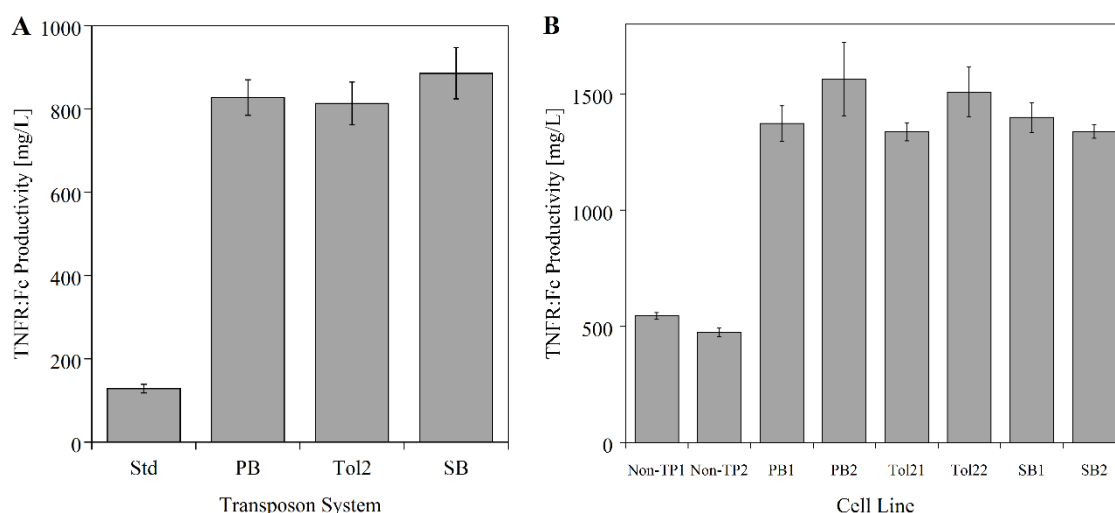 A
TNFR:Fc Productivity [mg/L]
1000
800
600
400
200
0
Std PB Tol2 SB
Transposon System
B
TNFR:Fc Productivity [mg/L]
1500
1000
500
0
Non-TP1 Non-TP2 PB1 PB2 Tol21 Tol22 SB1 SB2
Cell Line